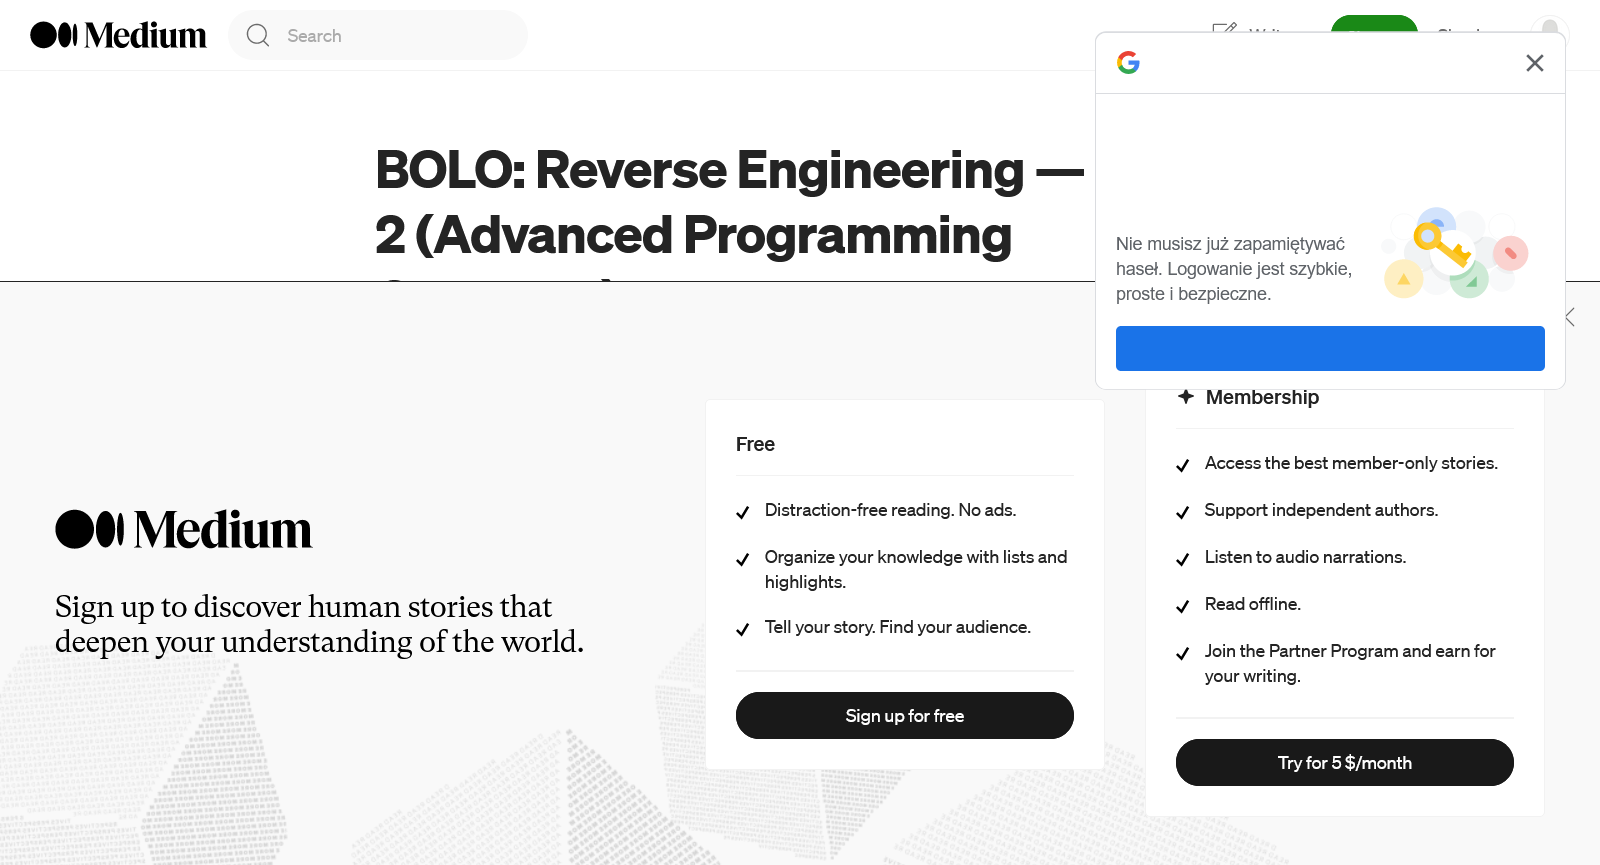 Medium
Search
BOLO: Reverse Engineering —
2 (Advanced Programming
Nie musisz już zapamiętywać
haseł. Logowanie jest szybkie,
proste i bezpieczne.
Medium
Sign up to discover human stories that
deepen your understanding of the world.
Free
Distraction-free reading. No ads.
Organize your knowledge with lists and
highlights.
Tell your story. Find your audience.
Sign up for free
Membership
Access the best member-only stories.
Support independent authors.
Listen to audio narrations.
Read offline.
Join the Partner Program and earn for
your writing.
Try for 5 $/month